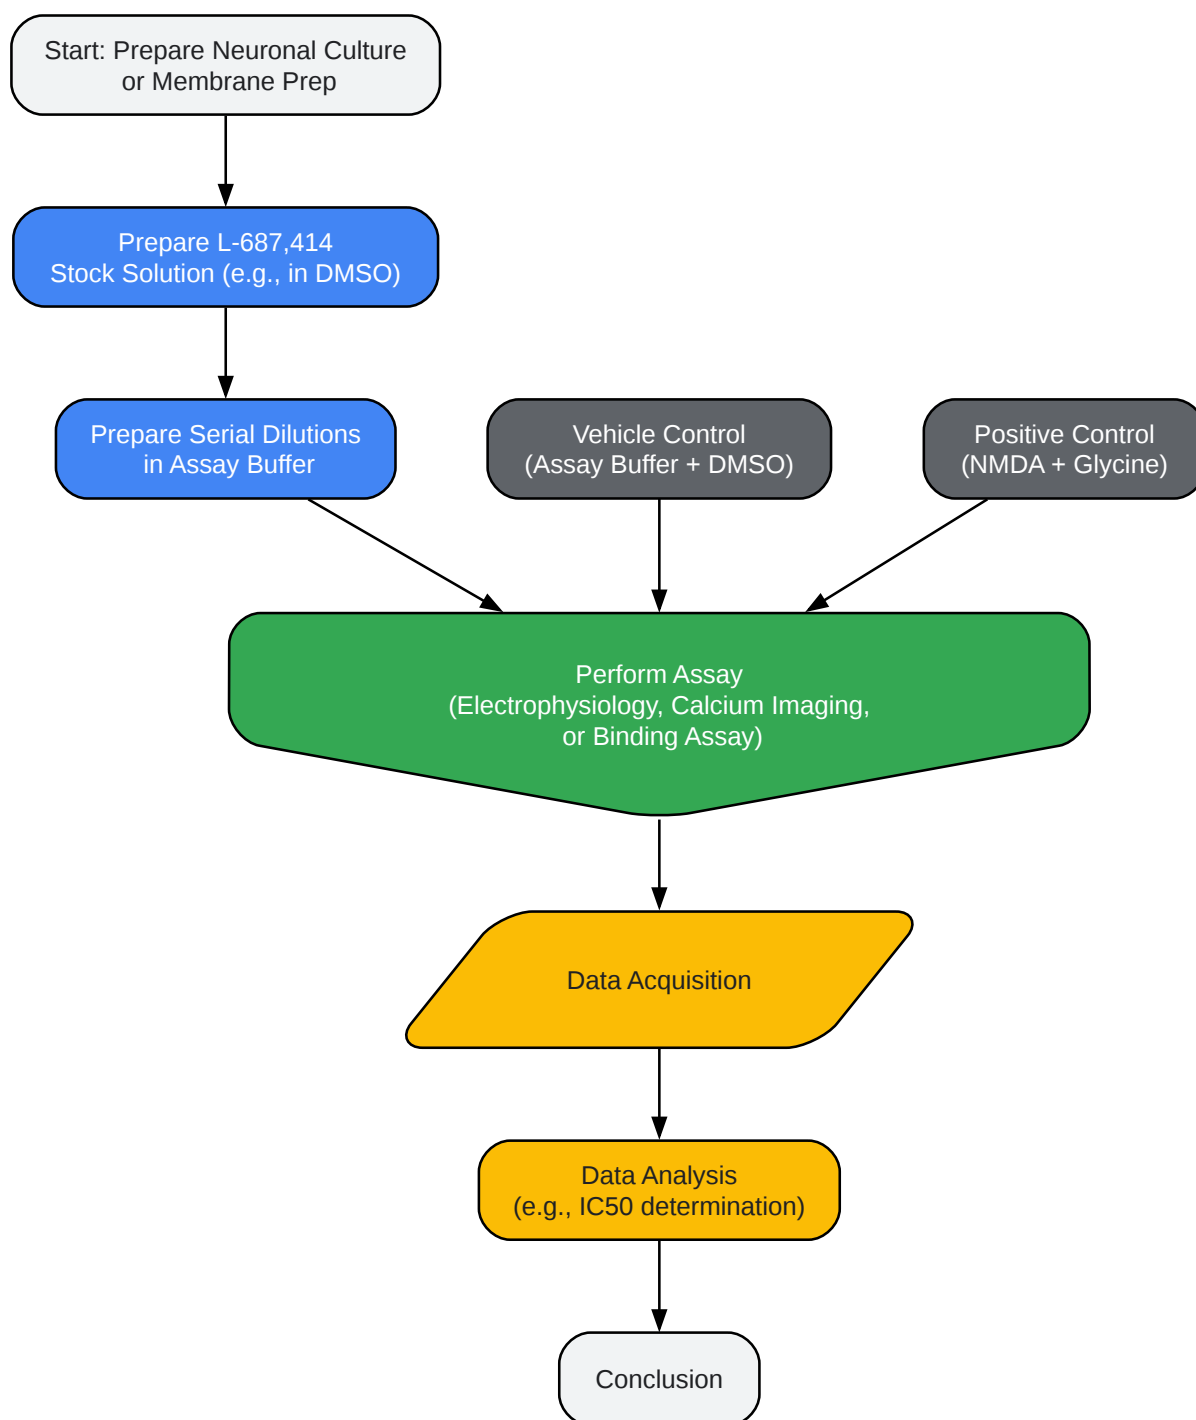 Start: Prepare Neuronal Culture
or Membrane Prep
Prepare L-687,414
Stock Solution (e.g., in DMSO)
Prepare Serial Dilutions
in Assay Buffer
Vehicle Control
(Assay Buffer + DMSO)
Positive Control
(NMDA + Glycine)
Perform Assay
(Electrophysiology, Calcium Imaging,
or Binding Assay)
Data Acquisition
Data Analysis
(e.g., IC50 determination)
Conclusion